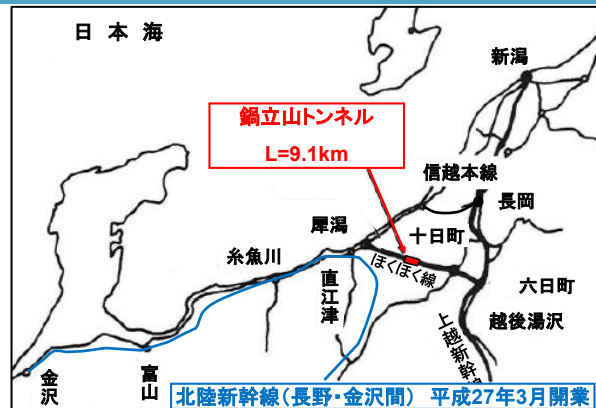 日本海
新潟
鍋立山トンネル
L=9.1km
信越本線
長岡
犀潟
十日町
糸魚川
ほくほく線
直江津
六日町
越後湯沢
上越新幹線
金沢
富山
北陸新幹線(長野・金沢間) 平成27年3月開業